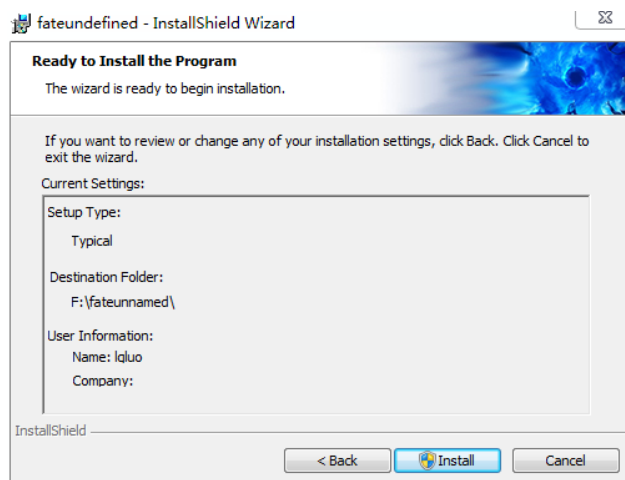 fateundefined - InstallShield Wizard
Ready to Install the Program
The wizard is ready to begin installation.
If you want to review or change any of your installation settings, click Back. Click Cancel to
exit the wizard.
Current Settings:
Setup Type:
Typical
Destination Folder:
F:\fateunnamed\
User Information:
Name: lqluo
Company:
InstallShield
< Back
Install
Cancel